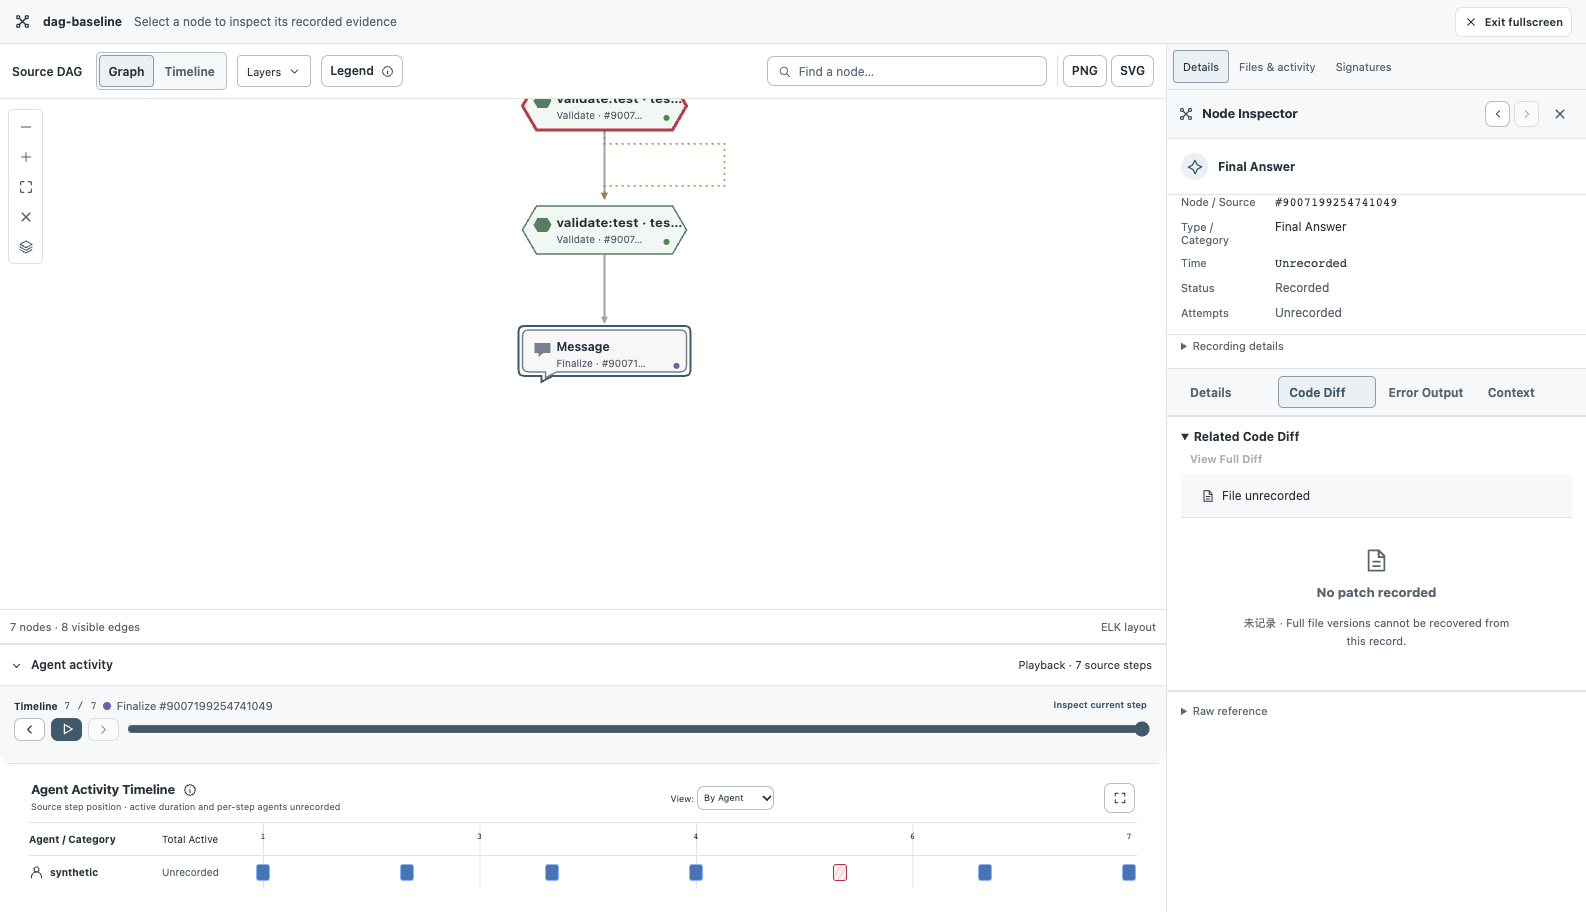 dag-baseline Select a node to inspect its recorded evidence
Exit fullscreen
Source DAG Graph Timeline Layers Legend Find a node... PNG SVG
validate:test · tes...
Validate · #9007...
validate:test · tes...
Validate · #9007...
Message
Finalize · #90071...
7 nodes · 8 visible edges
ELK layout
Agent activity
Playback · 7 source steps
Timeline 7 / 7 Finalize #9007199254741049
Inspect current step
Agent Activity Timeline
Source step position · active duration and per-step agents unrecorded
View: By Agent
Agent / Category Total Active 1 3 4 6 7
synthetic Unrecorded
Details Files & activity Signatures
Node Inspector
Final Answer
Node / Source #9007199254741049
Type /
Category
Final Answer
Time Unrecorded
Status Recorded
Attempts Unrecorded
Recording details
Details Code Diff Error Output Context
Related Code Diff
View Full Diff
File unrecorded
No patch recorded
未记录 · Full file versions cannot be recovered from
this record.
Raw reference